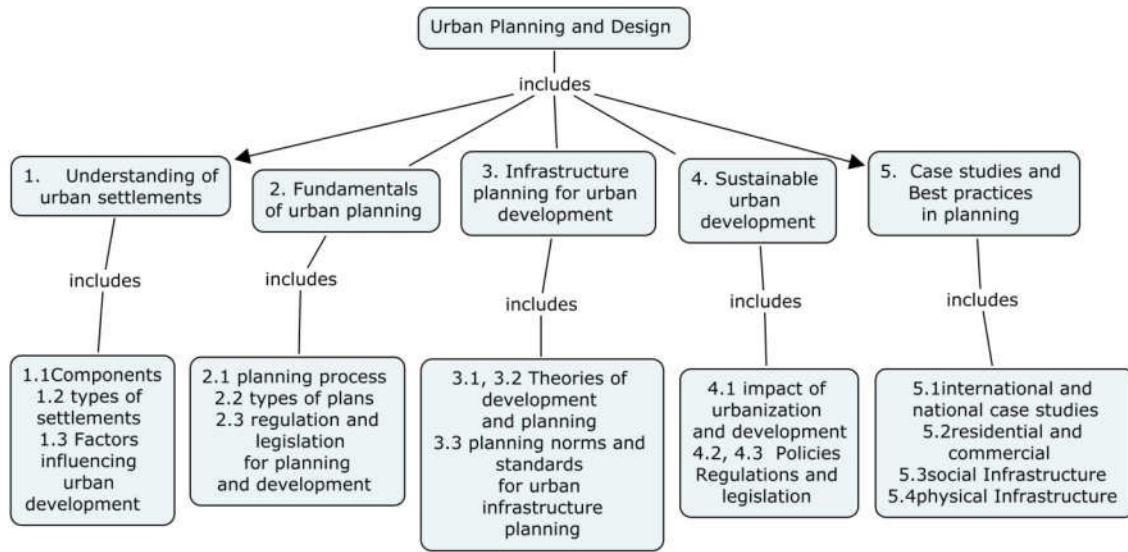 Urban Planning and Design
includes
1. Understanding of
urban settlements
2. Fundamentals
of urban planning
3. Infrastructure
planning for urban
development
4. Sustainable
urban
development
5. Case studies and
Best practices
in planning
includes
includes
includes
includes
includes
1.1Components
1.2 types of
settlements
1.3 Factors
influencing
urban
development
2.1 planning process
2.2 types of plans
2.3 regulation and
legislation
for planning
and development
3.1, 3.2 Theories of
development
and planning
3.3 planning norms and
standards
for urban
infrastructure
planning
4.1 impact of
urbanization
and development
4.2, 4.3 Policies
Regulations and
legislation
5.1international and
national case studies
5.2residential and
commercial
5.3social Infrastructure
5.4physical Infrastructure